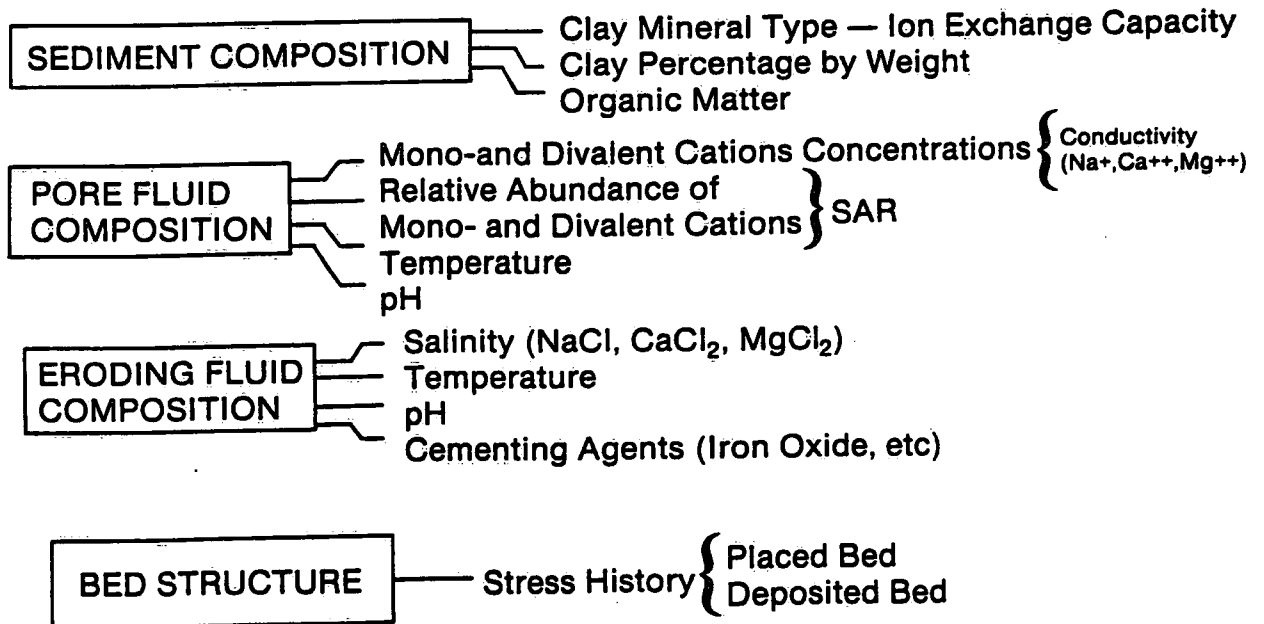 SEDIMENT COMPOSITION
Clay Mineral Type — Ion Exchange Capacity
Clay Percentage by Weight
Organic Matter
PORE FLUID
COMPOSITION
Mono-and Divalent Cations Concentrations
Conductivity
(Na+,Ca++,Mg++)
Relative Abundance of
Mono- and Divalent Cations
SAR
Temperature
pH
ERODING FLUID
COMPOSITION
Salinity (NaCl, CaCl₂, MgCl₂)
Temperature
pH
Cementing Agents (Iron Oxide, etc)
BED STRUCTURE
Stress History
Placed Bed
Deposited Bed